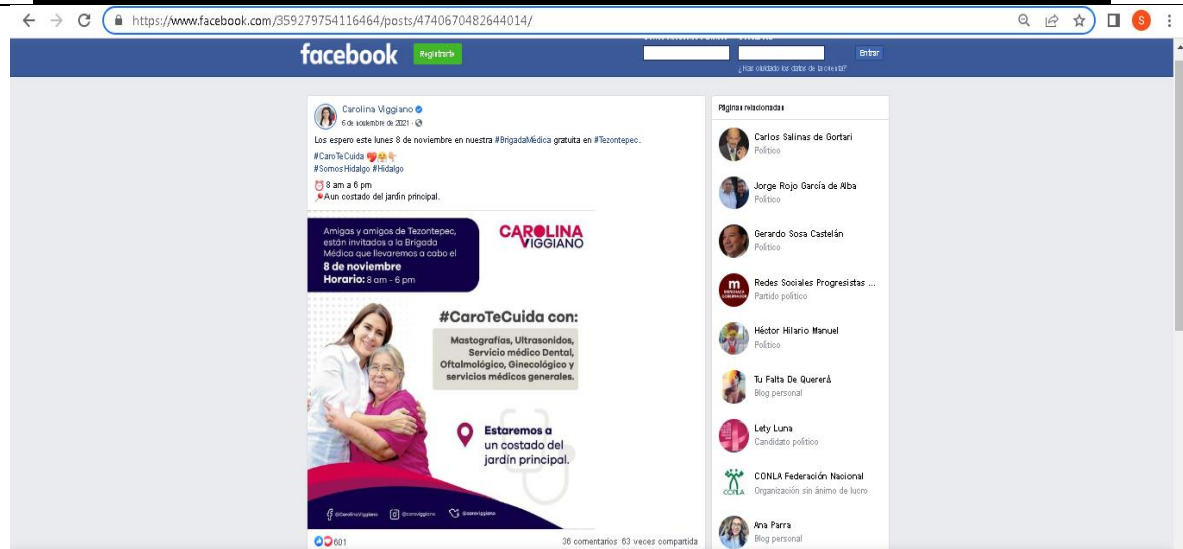 https://www.facebook.com/359279754116464/posts/4740670482644014/
S
facebook
Registrarte
Entrar
¿Has olvidado los datos de la cuenta?
Carolina Viggiano
6 de noviembre de 2021
Los espero este lunes 8 de noviembre en nuestra #BrigadaMédica gratuita en #Tezontepec.
#CaroTeCuida
#SomosHidalgo #Hidalgo
8 am a 6 pm
Aun costado del jardín principal.
Amigas y amigos de Tezontepec,
están invitados a la Brigada
Médica que llevaremos a cabo el
8 de noviembre
Horario: 8 am - 6 pm
CAROLINA
VIGGIANO
#CaroTeCuida con:
Mastografías, Ultrasonidos,
Servicio médico Dental,
Oftalmológico, Ginecológico y
servicios médicos generales.
Estaremos a
un costado del
jardín principal.
@CarolinaViggiano @caroviggiano @caroviggiano
601
36 comentarios 63 veces compartida
Páginas relacionadas
Carlos Salinas de Gortari
Político
Jorge Rojo García de Alba
Político
Gerardo Sosa Castelán
Político
Redes Sociales Progresistas ...
Partido político
Héctor Hilario Manuel
Político
Tu Falta De Quererá
Blog personal
Lety Luna
Candidato político
CONLA Federación Nacional
Organización sin ánimo de lucro
Ana Parra
Blog personal